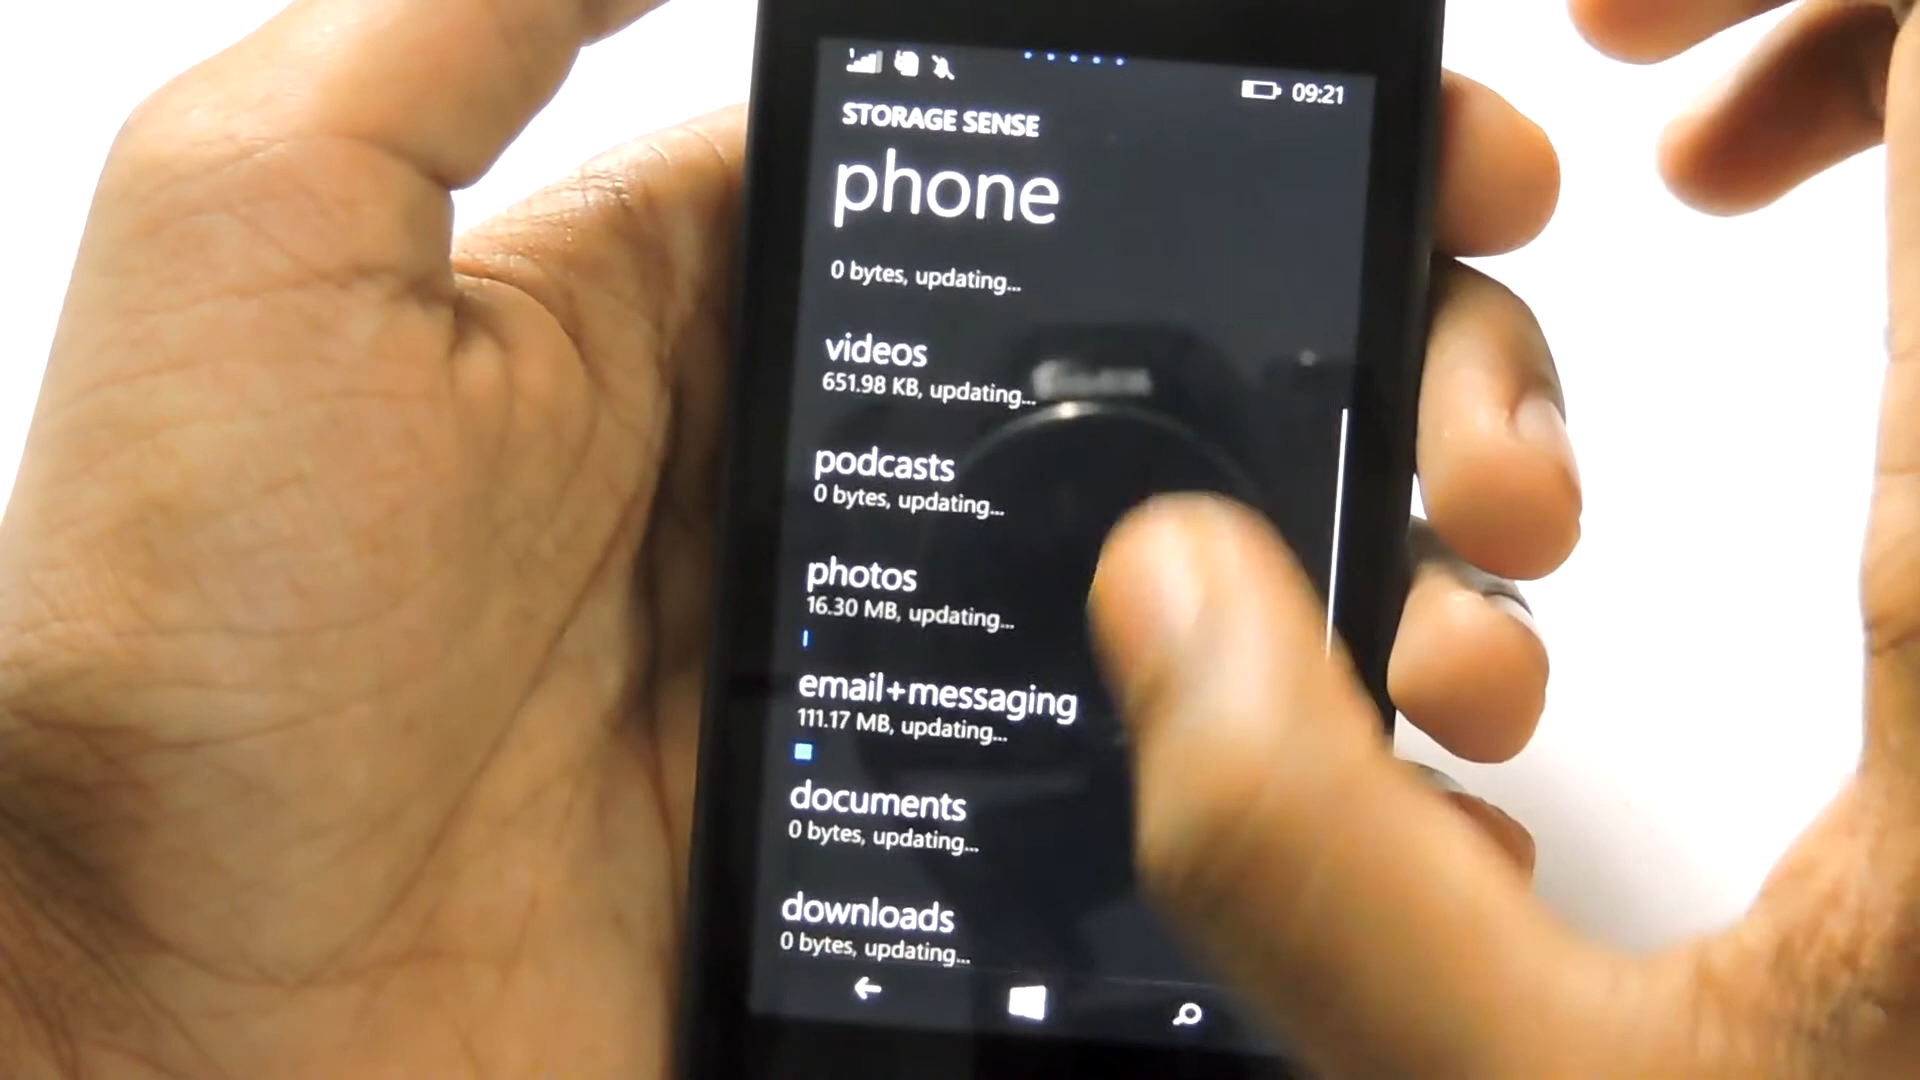 09:21
STORAGE SENSE
phone
0 bytes, updating...
videos
651.98 KB, updating...
podcasts
0 bytes, updating...
photos
16.30 MB, updating...
email+messaging
111.17 MB, updating...
documents
0 bytes, updating...
downloads
0 bytes, updating...